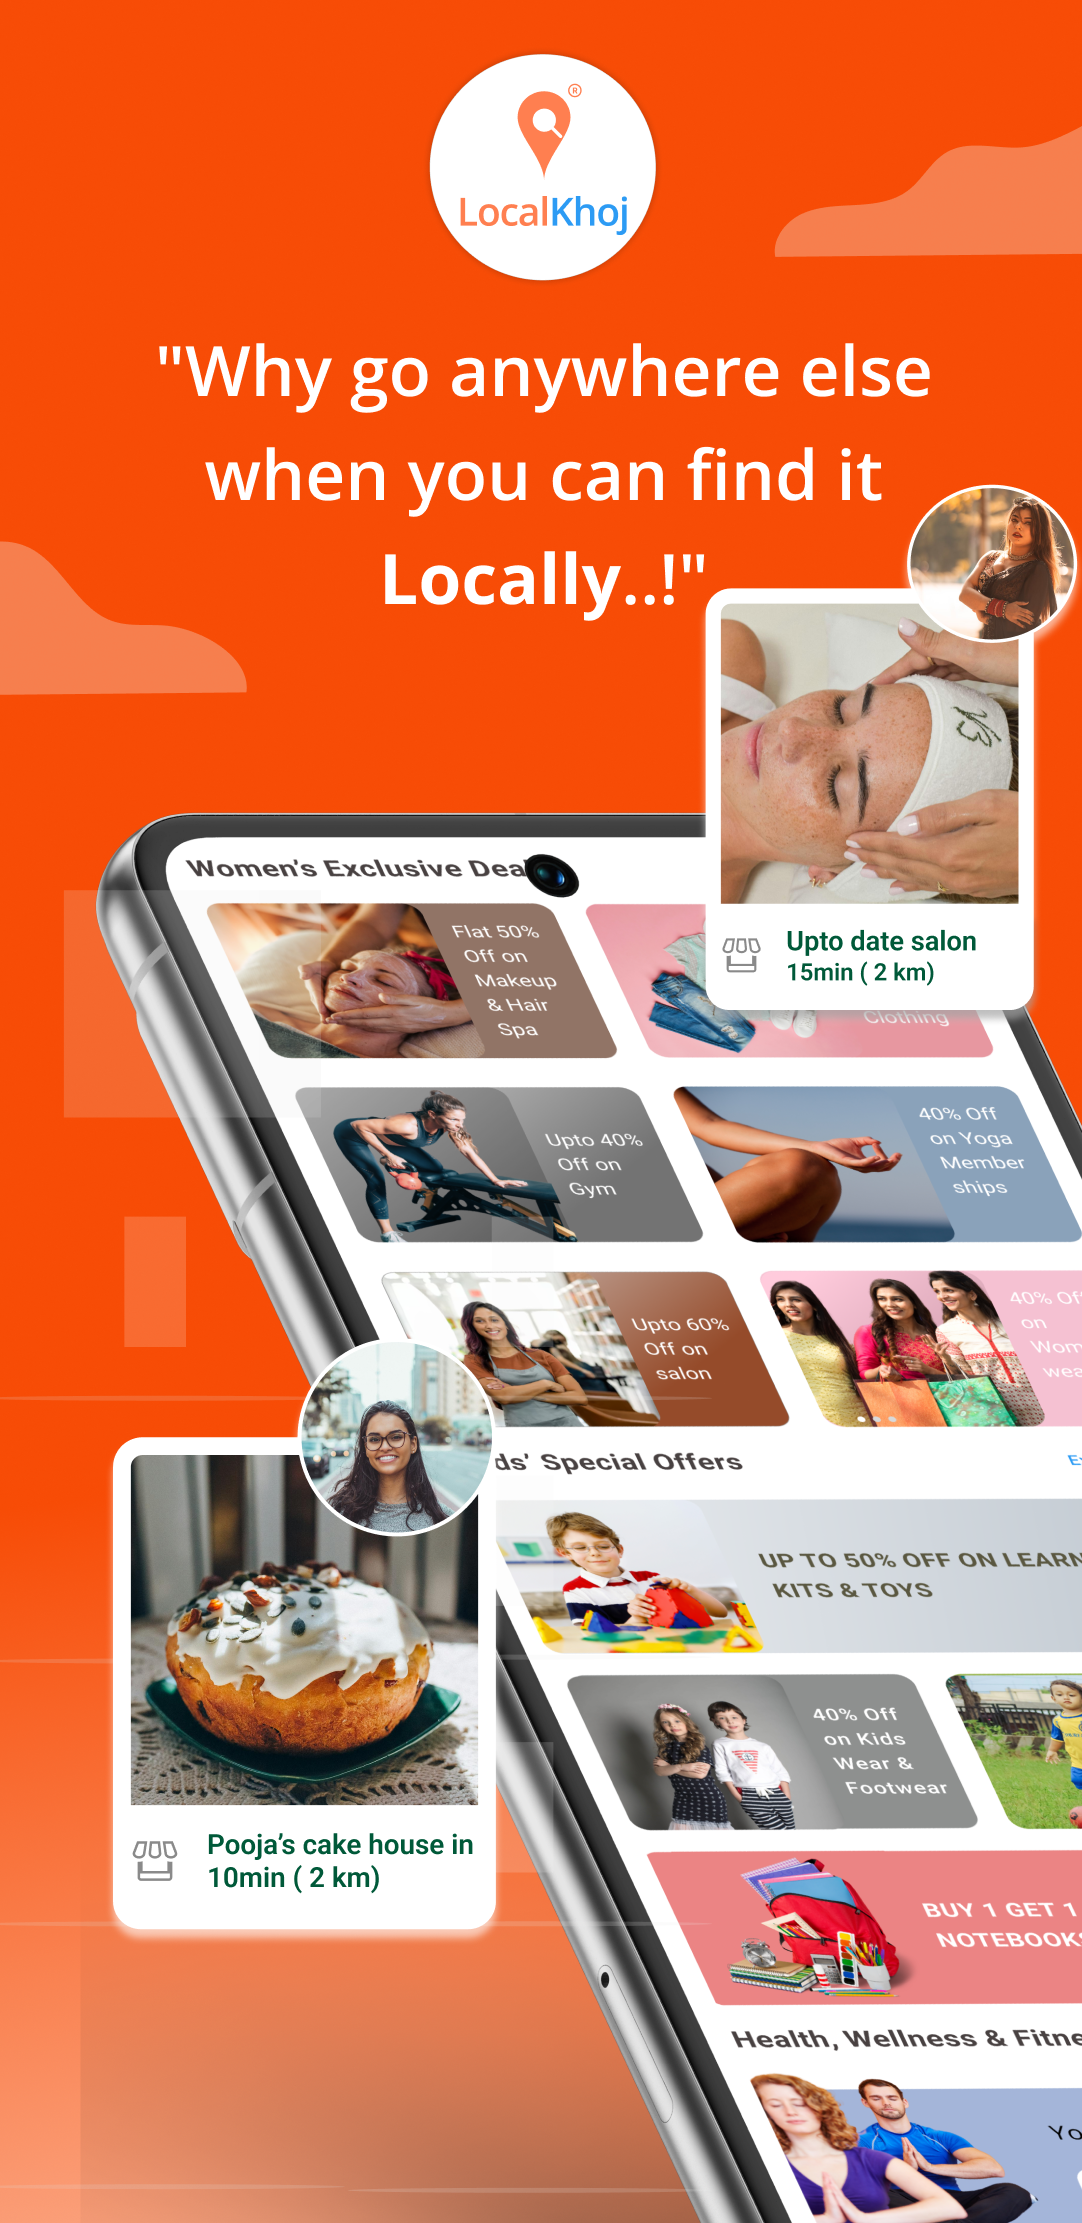 ®
LocalKhoj
"Why go anywhere else
when you can find it
Locally..!"
Upto date salon
15min ( 2 km)
Women's Exclusive
Flat 50%
Off on
Makeup
& Hair
Spa
Clothing
Upto 40%
Off on
Gym
40% Off
on Yoga
Member
ships
Upto 60%
Off on
salon
40% Of
on
Wom
wea
ds' Special Offers
UP TO 50% OFF ON LEARN
KITS & TOYS
40% Off
on Kids
Wear &
Footwear
Pooja's cake house in
10min ( 2 km)
BUY 1 GET 1
NOTEBOOKS
Health, Wellness & Fitne
Yo